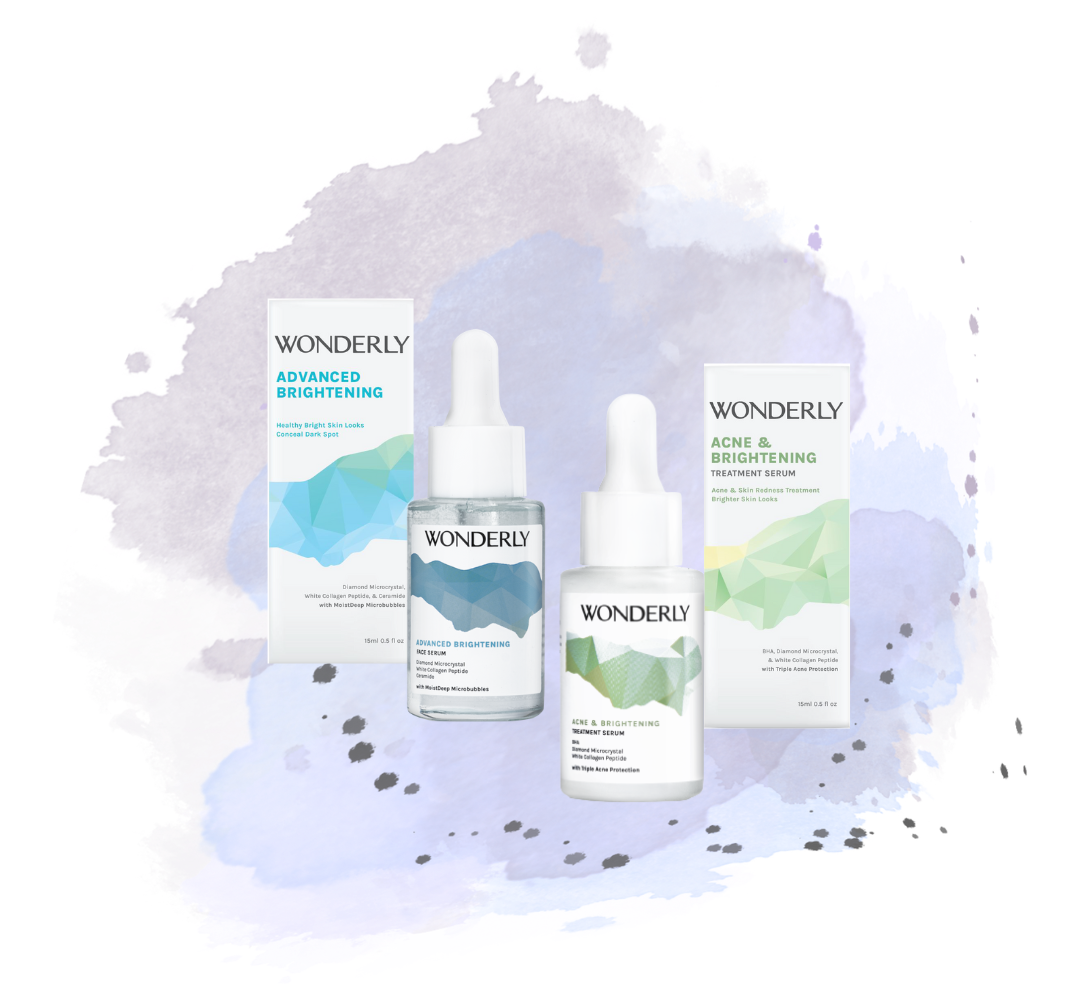 WONDERLY
ADVANCED
BRIGHTENING
Healthy Bright Skin Looks
Conceal Dark Spot
Diamond Microcrystal,
White Collagen Peptide, & Ceramide
with MoistDeep Microbubbles
15ml 0.5 fl oz
WONDERLY
ADVANCED BRIGHTENING
FACE SERUM
Diamond Microcrystal
White Collagen Peptide
Ceramide
with MoistDeep Microbubbles
WONDERLY
ACNE & BRIGHTENING
TREATMENT SERUM
BHA
Diamond Microcrystal
White Collagen Peptide
with Triple Acne Protection
WONDERLY
ACNE &
BRIGHTENING
TREATMENT SERUM
Acne & Skin Redness Treatment
Brighter Skin Looks
BHA, Diamond Microcrystal,
& White Collagen Peptide
with Triple Acne Protection
15ml 0.5 fl oz